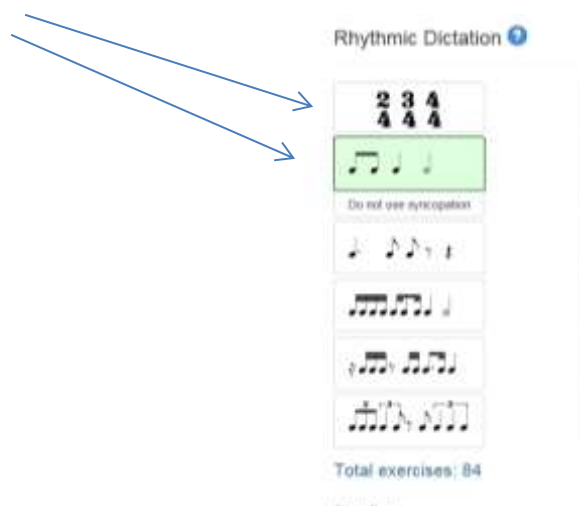 Rhythmic Dictation
2 3 4
4 4 4
Do not use syncopation
Total exercises: 84